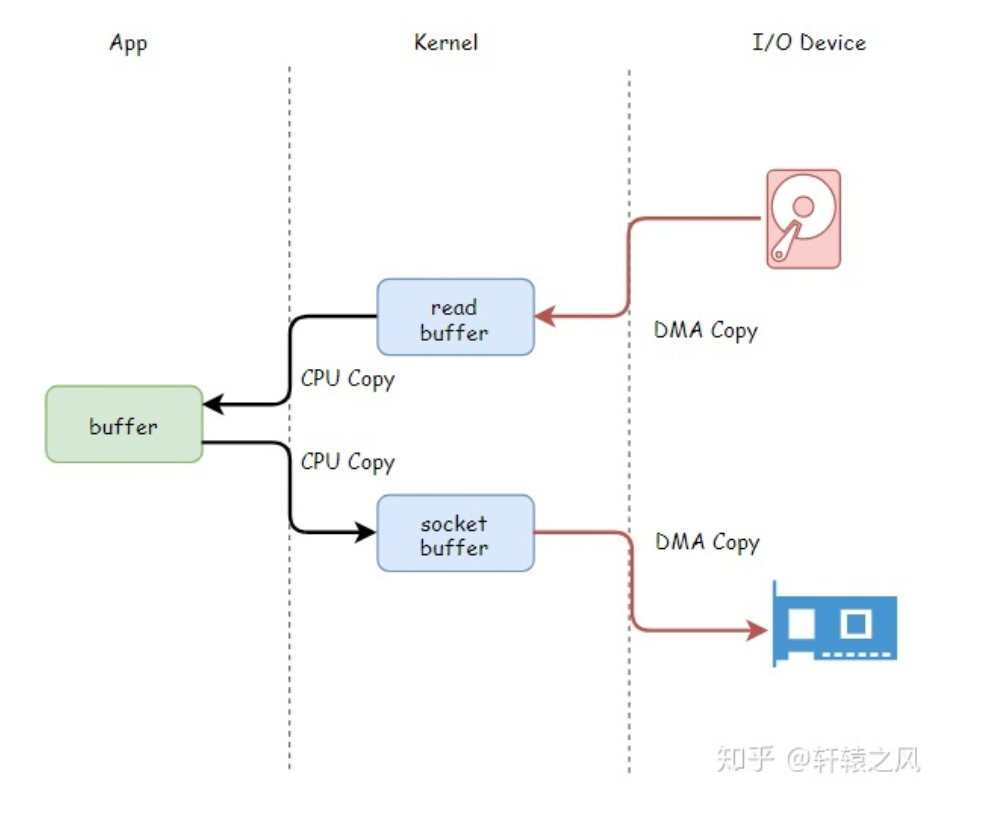 App
Kernel
I/O Device
read
buffer
DMA Copy
CPU Copy
buffer
CPU Copy
socket
buffer
DMA Copy
知乎 @轩辕之风